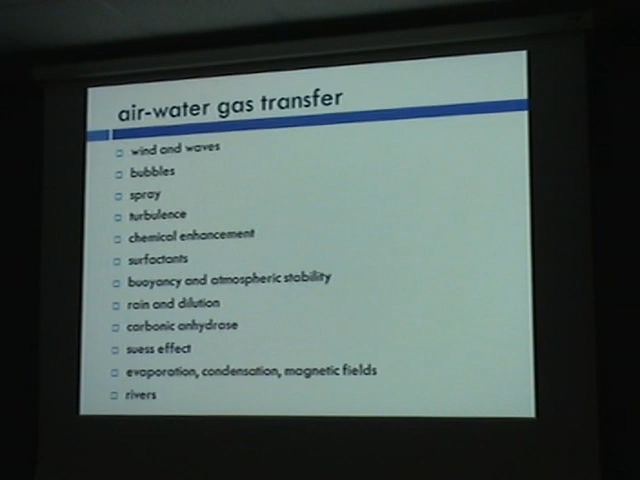 air-water gas transfer
wind and waves
bubbles
spray
turbulence
chemical enhancement
surfactants
buoyancy and atmospheric stability
rain and dilution
carbonic anhydrase
suess effect
evaporation, condensation, magnetic fields
rivers